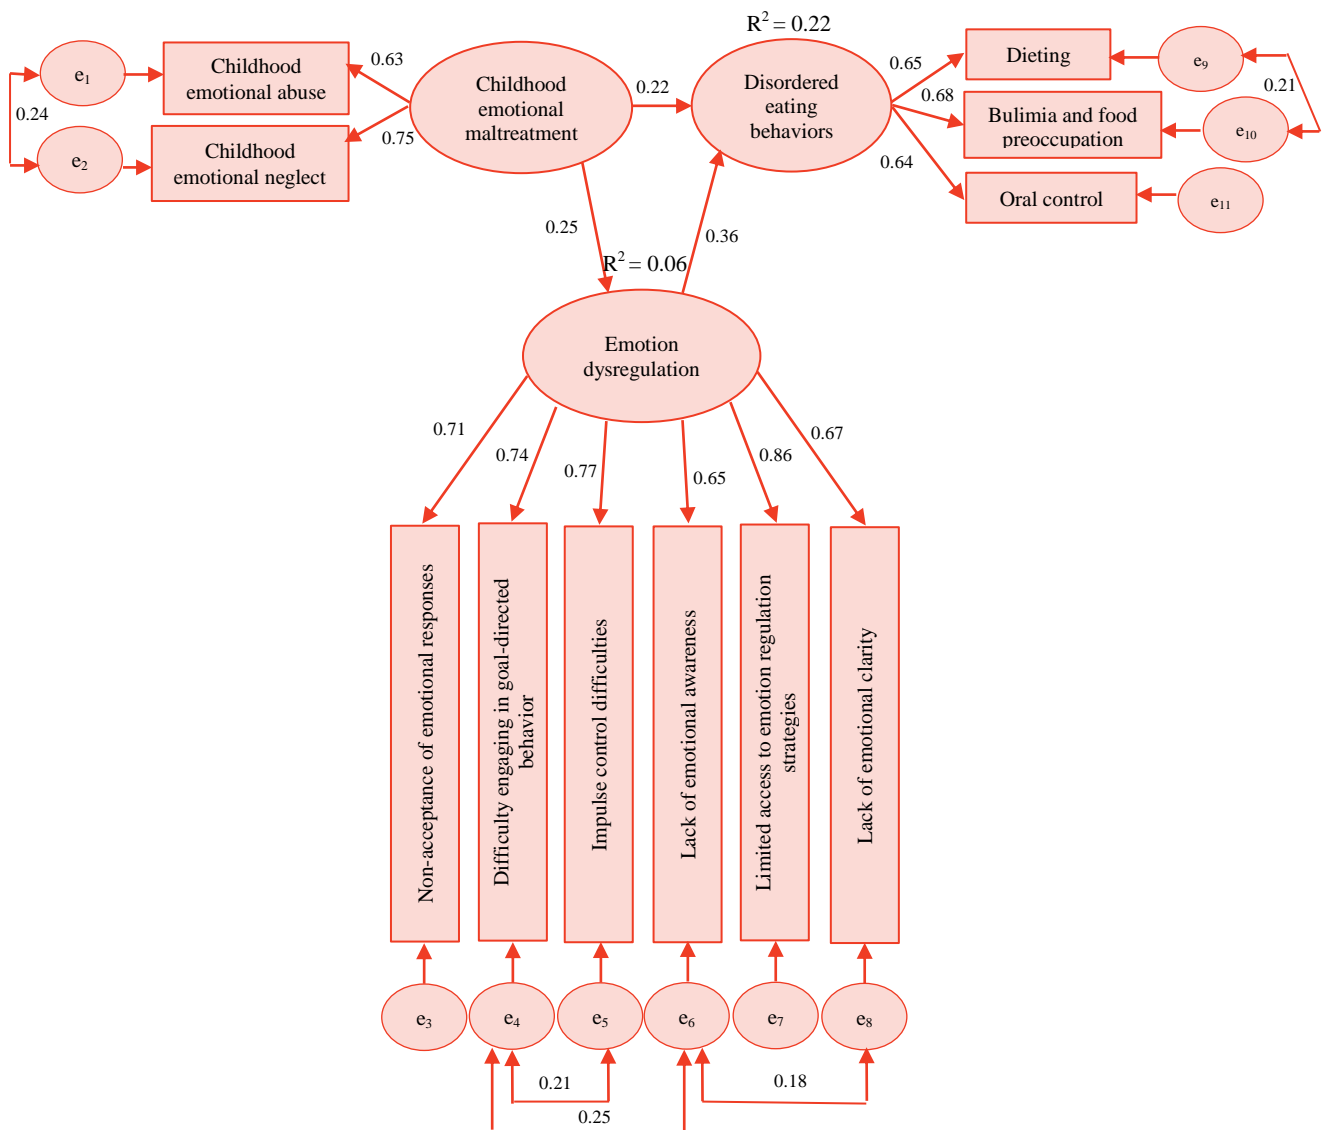 R² = 0.22
e₁
Childhood
emotional abuse
0.63
Childhood
emotional
maltreatment
0.22
Disordered
eating
behaviors
0.65
Dieting
e₉
0.21
0.24
0.68
Bulimia and food
preoccupation
e₁₀
e₂
Childhood
emotional neglect
0.75
0.64
Oral control
e₁₁
0.25
0.36
R² = 0.06
Emotion
dysregulation
0.71
0.74
0.77
0.65
0.86
0.67
Non-acceptance of emotional responses
Difficulty engaging in goal-directed
behavior
Impulse control difficulties
Lack of emotional awareness
Limited access to emotion regulation
strategies
Lack of emotional clarity
e₃
e₄
e₅
e₆
e₇
e₈
0.21
0.18
0.25